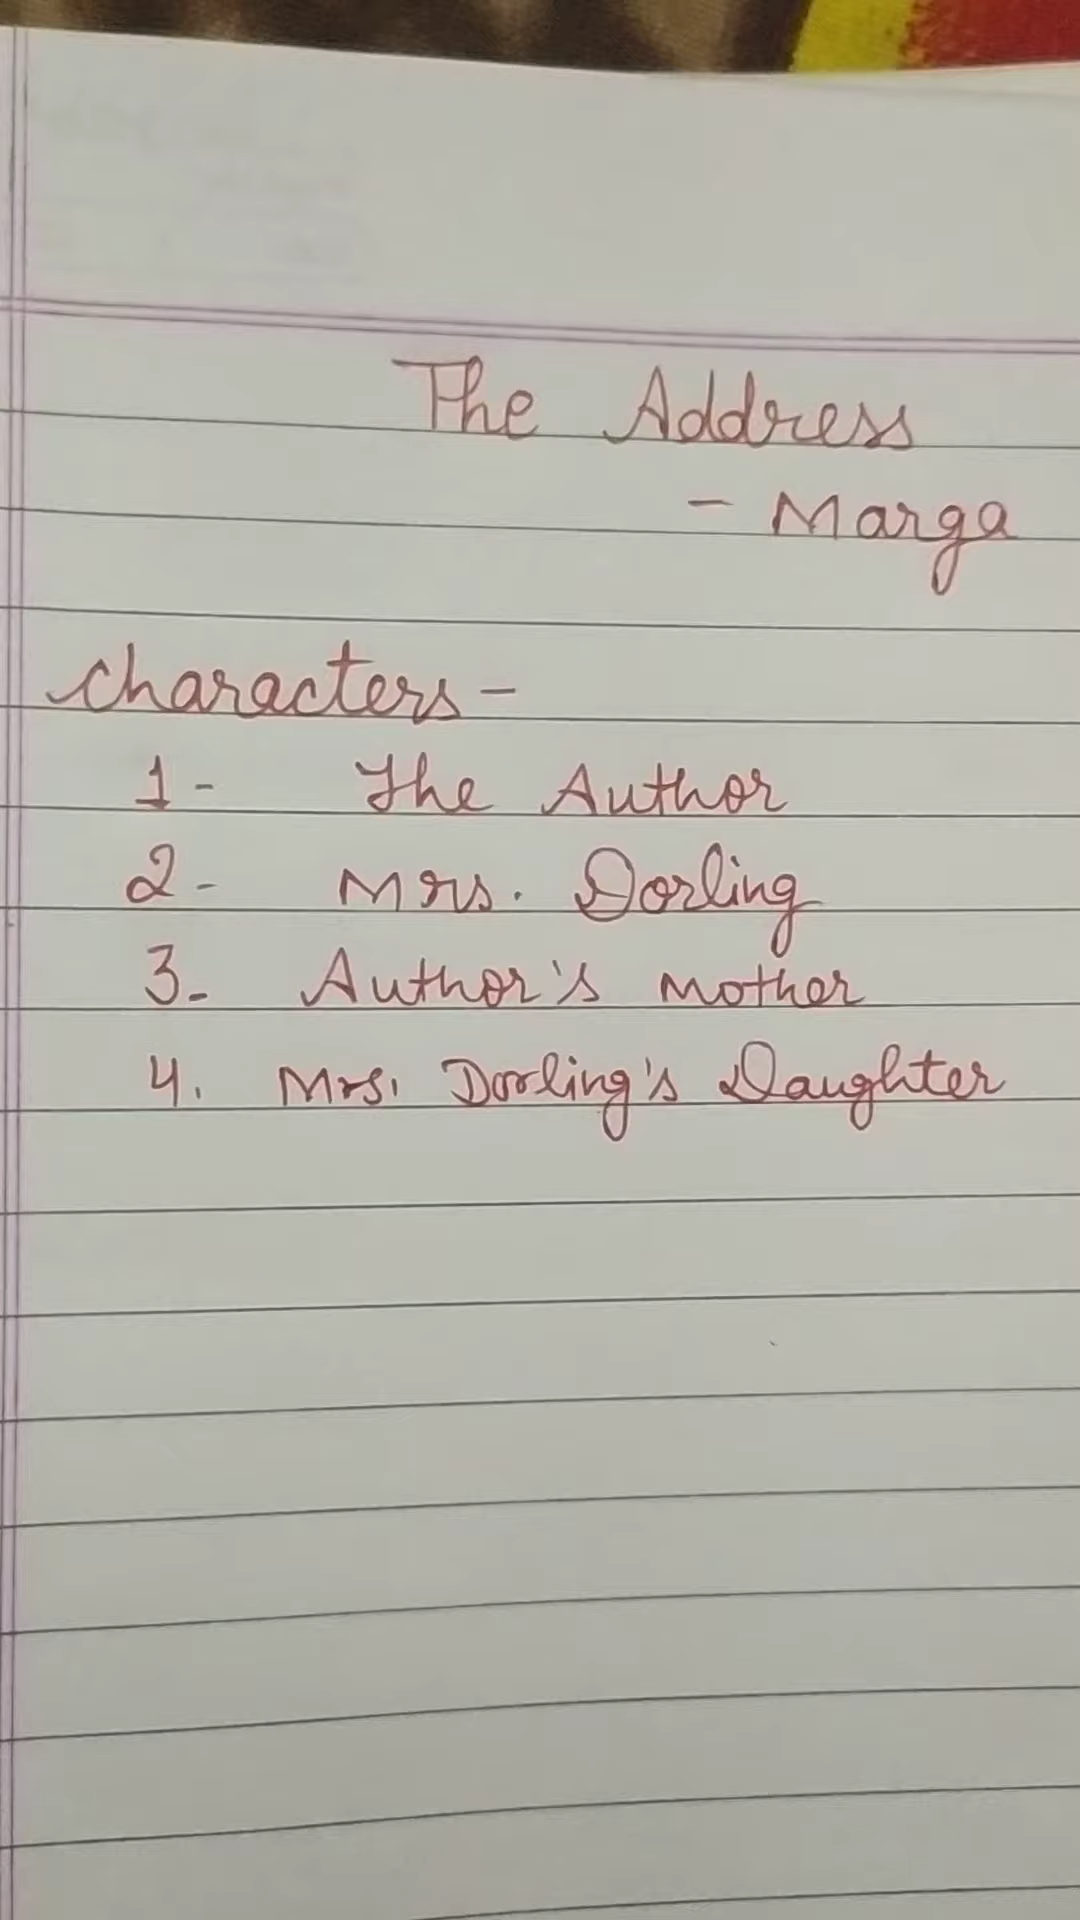 The Address
- Marga
Characters -
1- The Author
2- Mrs. Dorling
3- Author's Mother
4. Mrs. Dorling's Daughter